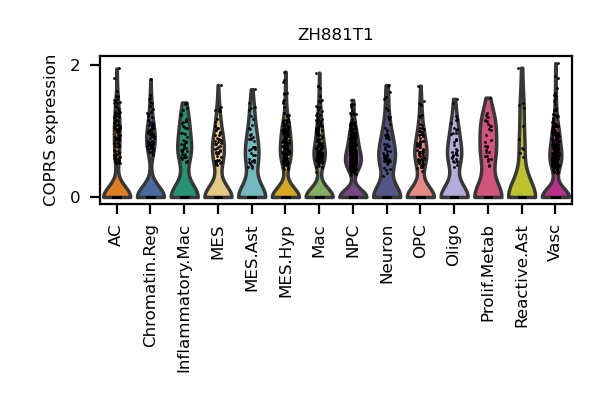 ZH881T1
COPRS expression
2
0
AC
Chromatin.Reg
Inflammatory.Mac
MES
MES.Ast
MES.Hyp
Mac
NPC
Neuron
OPC
Oligo
Prolif.Metab
Reactive.Ast
Vasc